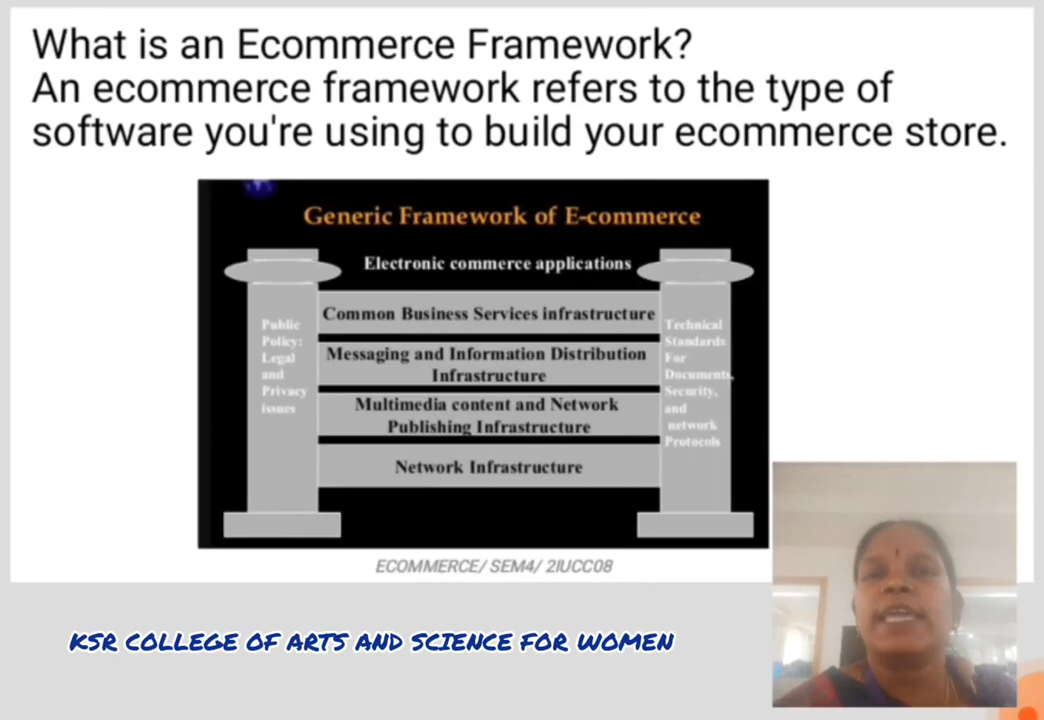 What is an Ecommerce Framework?
An ecommerce framework refers to the type of
software you're using to build your ecommerce store.
Generic Framework of E-commerce
Electronic commerce applications
Public
Policy:
Legal
and
Privacy
issues
Common Business Services infrastructure
Messaging and Information Distribution
Infrastructure
Multimedia content and Network
Publishing Infrastructure
Network Infrastructure
Technical
Standards
For
Documents,
Security,
and
network
Protocols
ECOMMERCE/ SEM4/ 21UCC08
KSR COLLEGE OF ARTS AND SCIENCE FOR WOMEN